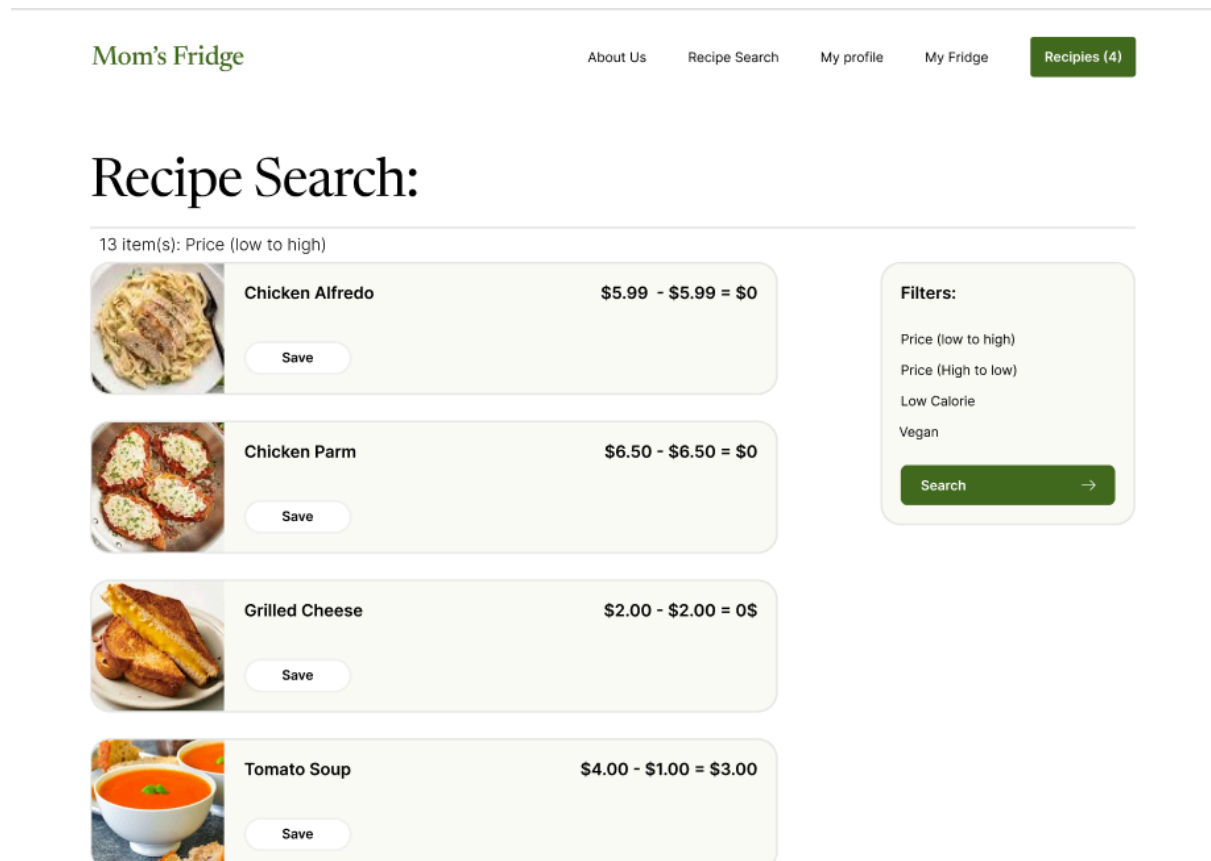 Mom's Fridge
About Us Recipe Search My profile My Fridge Recipies (4)
Recipe Search:
13 item(s): Price (low to high)
Chicken Alfredo $5.99 - $5.99 = $0
Save
Chicken Parm $6.50 - $6.50 = $0
Save
Grilled Cheese $2.00 - $2.00 = 0$
Save
Tomato Soup $4.00 - $1.00 = $3.00
Save
Filters:
Price (low to high)
Price (High to low)
Low Calorie
Vegan
Search →